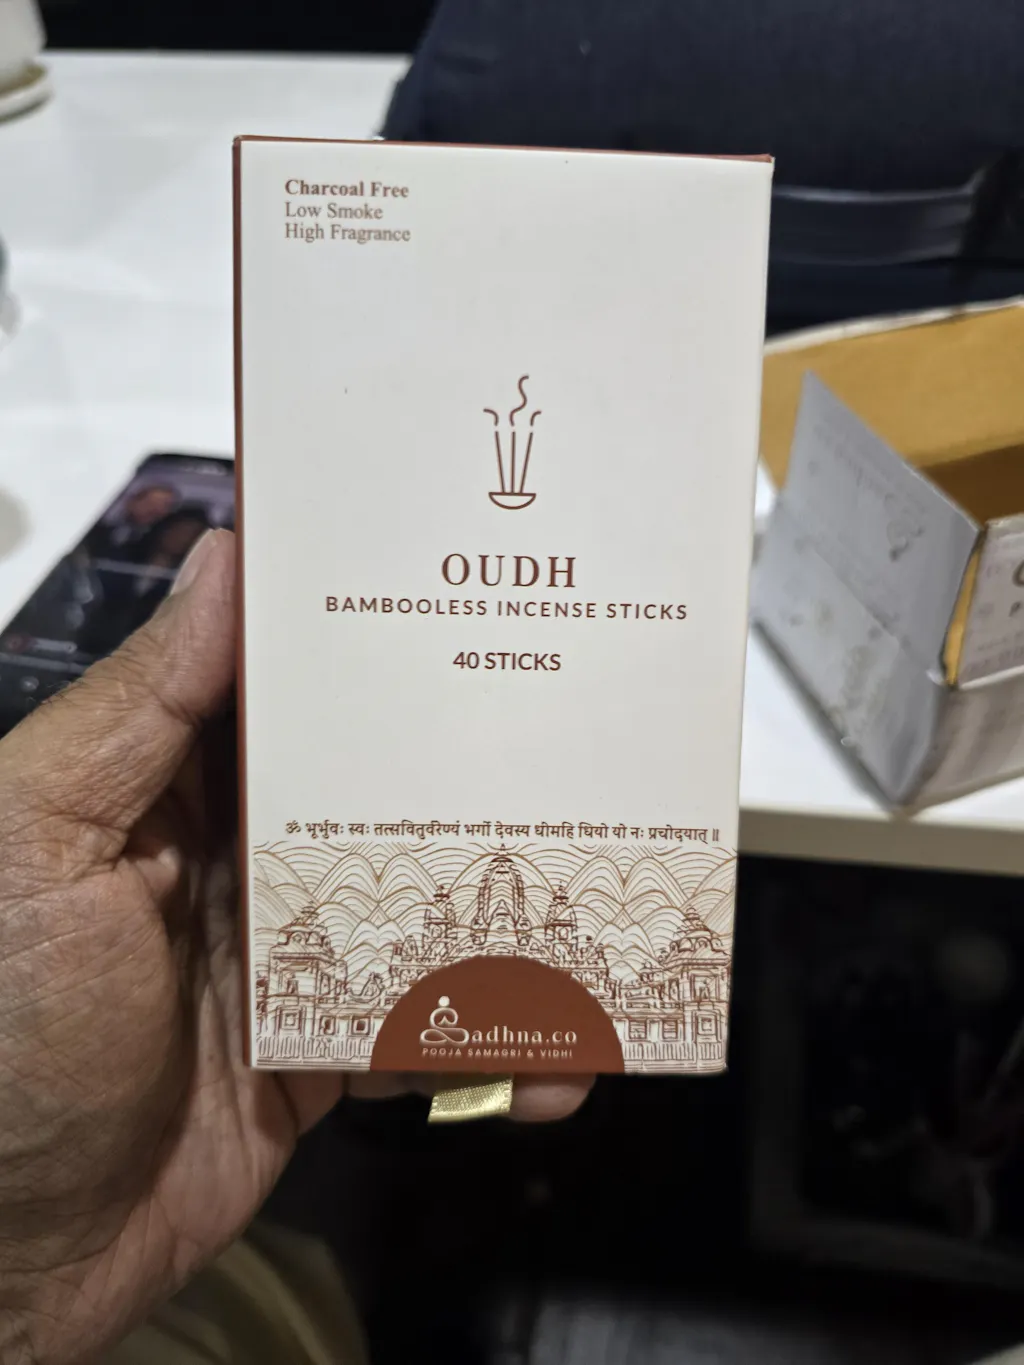 Charcoal Free
Low Smoke
High Fragrance
OUDH
BAMBOOLESS INCENSE STICKS
40 STICKS
ॐ भूर्भुवः स्वः तत्सवितुर्वरेण्यं भर्गो देवस्य धीमहि धियो यो नः प्रचोदयात् ॥
Sadhna.co
POOJA SAMAGRI & VIDHI